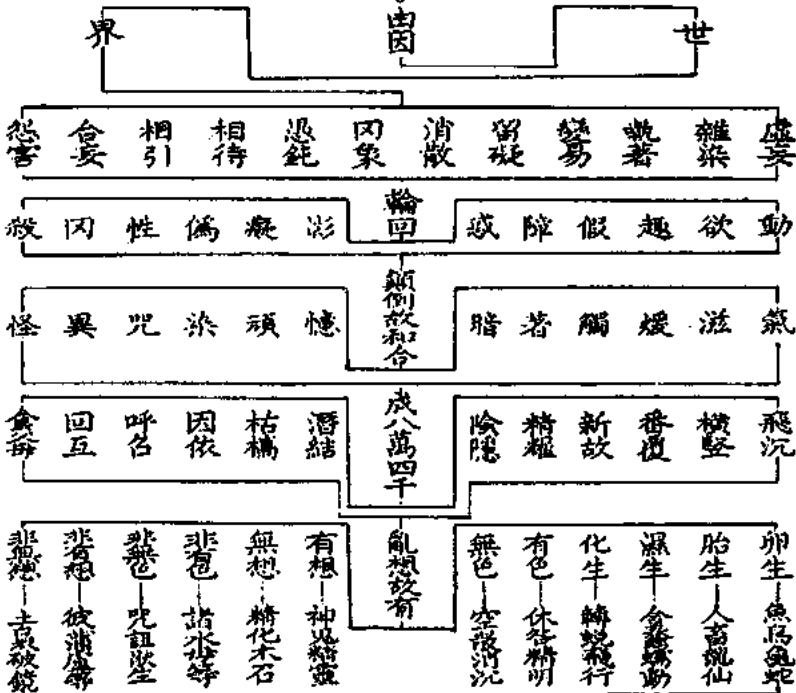 世 界
因由
虛妄 雜染 執著 變易 留礙 消散 罔象 愚鈍 相待 相引 合妄 怨害
輪回
動 欲 趣 假 障 惑 影 癡 偽 性 罔 殺
顛倒故和合
氣 滋 煖 觸 著 暗 憶 頑 染 咒 異 怪
成八萬四千
飛沉 橫豎 翻覆 新故 精耀 陰隱 潛結 枯槁 因依 呼召 回互 食
亂想故有
卵生 魚鳥龜蛇
胎生 人畜龍仙
濕生 含蠢蠕動
化生 轉蛻飛行
有色 休咎精明
無色 空散消沉
有想 神鬼精靈
無想 精化木石
非有色 諸水母等
非無色 咒詛厭生
非有想 彼蒲盧等
非無想 土梟破鏡